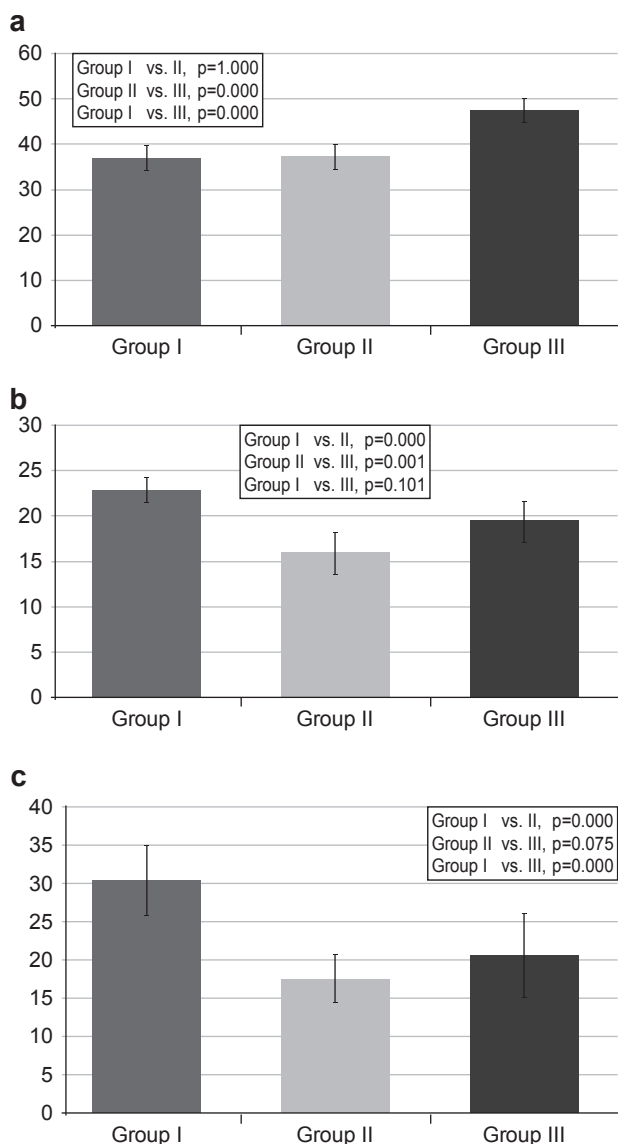 a
60
50
40
30
20
10
0
Group I vs. II, p=1.000
Group II vs. III, p=0.000
Group I vs. III, p=0.000
Group I Group II Group III
b
30
25
20
15
10
5
0
Group I vs. II, p=0.000
Group II vs. III, p=0.001
Group I vs. III, p=0.101
Group I Group II Group III
c
40
35
30
25
20
15
10
5
0
Group I vs. II, p=0.000
Group II vs. III, p=0.075
Group I vs. III, p=0.000
Group I Group II Group III